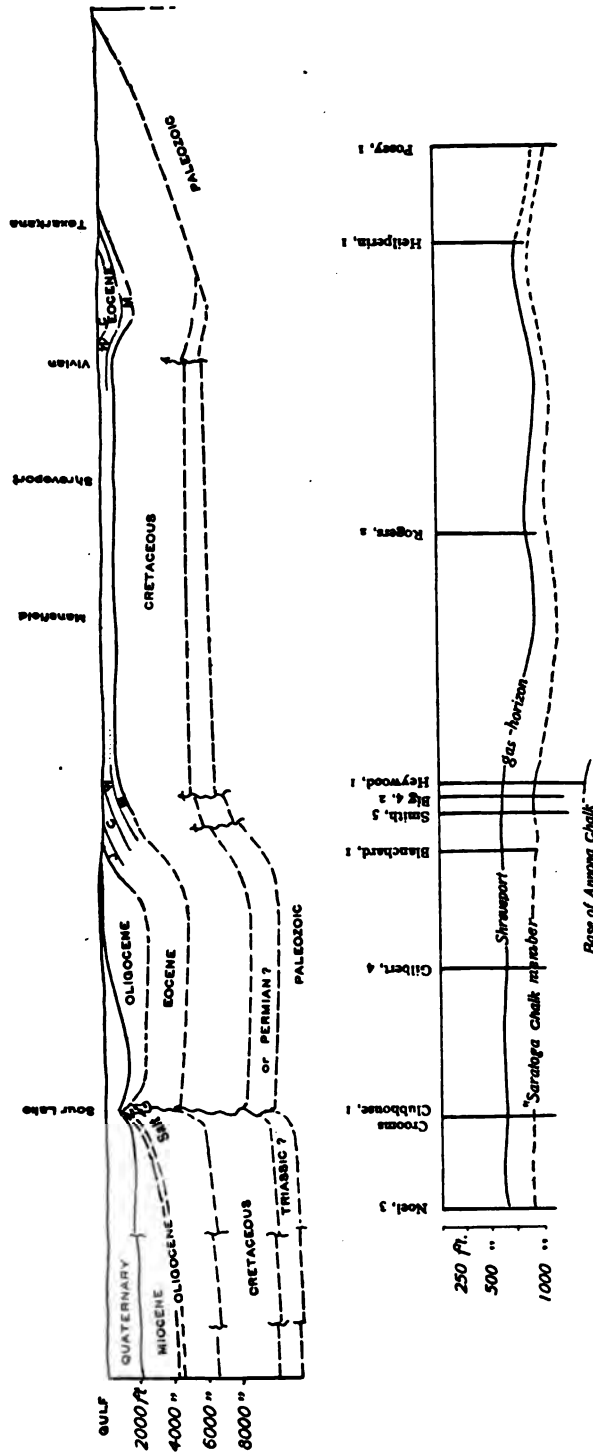 GULF
2000 ft
4000 "
6000 "
8000 "
QUATERNARY
MIOCENE
OLIGOCENE
CRETACEOUS
TRIASSIC ?
Sour Lake
Salt
OLIGOCENE
EOCENE
or PERMIAN ?
PALEOZOIC
J
C
W
M
Mansfield
Shreveport
Vivian
Texarkana
CRETACEOUS
W
C
EOCENE
M
PALEOZOIC
250 ft.
500 "
1000 "
Noel, 3
Crooms
Clubhouse, 1
Gilbert, 4
Blanchard, 1
Smith, 5
Big 4, 2
Heywood, 1
Rogers, 2
Heilperin, 1
Posey, 1
Shreveport gas-horizon
"Saratoga Chalk member
Base of Annona Chalk